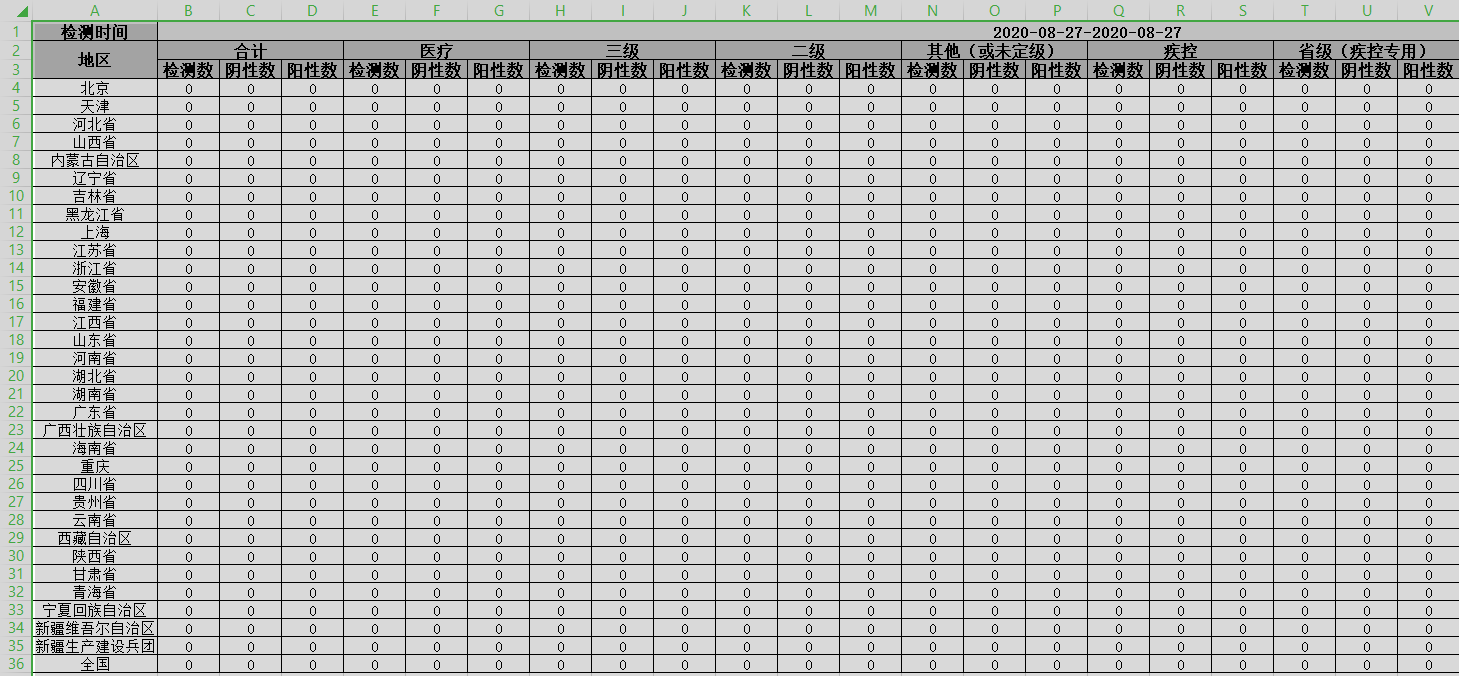 A B C D E F G H I J K L M N O P Q R S T U V
1 检测时间 2020-08-27-2020-08-27
2 地区 合计 医疗 三级 二级 其他（或未定级） 疾控 省级（疾控专用）
3 检测数 阴性数 阳性数 检测数 阴性数 阳性数 检测数 阴性数 阳性数 检测数 阴性数 阳性数 检测数 阴性数 阳性数 检测数 阴性数 阳性数 检测数 阴性数 阳性数
4 北京 0 0 0 0 0 0 0 0 0 0 0 0 0 0 0 0 0 0 0 0 0
5 天津 0 0 0 0 0 0 0 0 0 0 0 0 0 0 0 0 0 0 0 0 0
6 河北省 0 0 0 0 0 0 0 0 0 0 0 0 0 0 0 0 0 0 0 0 0
7 山西省 0 0 0 0 0 0 0 0 0 0 0 0 0 0 0 0 0 0 0 0 0
8 内蒙古自治区 0 0 0 0 0 0 0 0 0 0 0 0 0 0 0 0 0 0 0 0 0
9 辽宁省 0 0 0 0 0 0 0 0 0 0 0 0 0 0 0 0 0 0 0 0 0
10 吉林省 0 0 0 0 0 0 0 0 0 0 0 0 0 0 0 0 0 0 0 0 0
11 黑龙江省 0 0 0 0 0 0 0 0 0 0 0 0 0 0 0 0 0 0 0 0 0
12 上海 0 0 0 0 0 0 0 0 0 0 0 0 0 0 0 0 0 0 0 0 0
13 江苏省 0 0 0 0 0 0 0 0 0 0 0 0 0 0 0 0 0 0 0 0 0
14 浙江省 0 0 0 0 0 0 0 0 0 0 0 0 0 0 0 0 0 0 0 0 0
15 安徽省 0 0 0 0 0 0 0 0 0 0 0 0 0 0 0 0 0 0 0 0 0
16 福建省 0 0 0 0 0 0 0 0 0 0 0 0 0 0 0 0 0 0 0 0 0
17 江西省 0 0 0 0 0 0 0 0 0 0 0 0 0 0 0 0 0 0 0 0 0
18 山东省 0 0 0 0 0 0 0 0 0 0 0 0 0 0 0 0 0 0 0 0 0
19 河南省 0 0 0 0 0 0 0 0 0 0 0 0 0 0 0 0 0 0 0 0 0
20 湖北省 0 0 0 0 0 0 0 0 0 0 0 0 0 0 0 0 0 0 0 0 0
21 湖南省 0 0 0 0 0 0 0 0 0 0 0 0 0 0 0 0 0 0 0 0 0
22 广东省 0 0 0 0 0 0 0 0 0 0 0 0 0 0 0 0 0 0 0 0 0
23 广西壮族自治区 0 0 0 0 0 0 0 0 0 0 0 0 0 0 0 0 0 0 0 0 0
24 海南省 0 0 0 0 0 0 0 0 0 0 0 0 0 0 0 0 0 0 0 0 0
25 重庆 0 0 0 0 0 0 0 0 0 0 0 0 0 0 0 0 0 0 0 0 0
26 四川省 0 0 0 0 0 0 0 0 0 0 0 0 0 0 0 0 0 0 0 0 0
27 贵州省 0 0 0 0 0 0 0 0 0 0 0 0 0 0 0 0 0 0 0 0 0
28 云南省 0 0 0 0 0 0 0 0 0 0 0 0 0 0 0 0 0 0 0 0 0
29 西藏自治区 0 0 0 0 0 0 0 0 0 0 0 0 0 0 0 0 0 0 0 0 0
30 陕西省 0 0 0 0 0 0 0 0 0 0 0 0 0 0 0 0 0 0 0 0 0
31 甘肃省 0 0 0 0 0 0 0 0 0 0 0 0 0 0 0 0 0 0 0 0 0
32 青海省 0 0 0 0 0 0 0 0 0 0 0 0 0 0 0 0 0 0 0 0 0
33 宁夏回族自治区 0 0 0 0 0 0 0 0 0 0 0 0 0 0 0 0 0 0 0 0 0
34 新疆维吾尔自治区 0 0 0 0 0 0 0 0 0 0 0 0 0 0 0 0 0 0 0 0 0
35 新疆生产建设兵团 0 0 0 0 0 0 0 0 0 0 0 0 0 0 0 0 0 0 0 0 0
36 全国 0 0 0 0 0 0 0 0 0 0 0 0 0 0 0 0 0 0 0 0 0